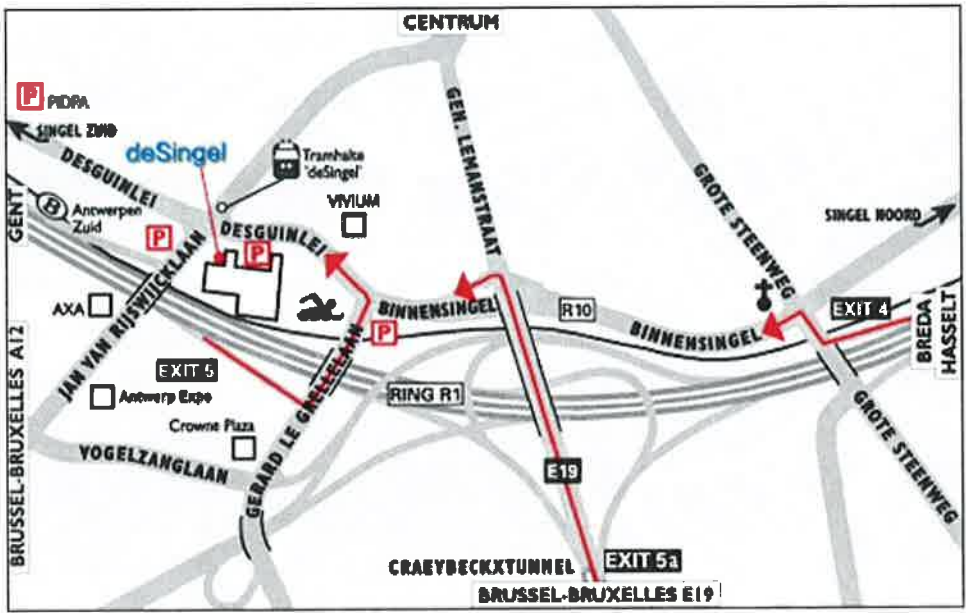 CENTRUM
P PIDPA
SINGEL ZUID
deSingel
Tramhalte
'deSingel'
DESGUINLEI
GEN. LEMANSTRAAT
GROTE STEENWEG
VIVIUM
B Antwerpen
Zuid
SINGEL NOORD
GENT
P
DESGUINLEI
P
JAN VAN RIJSWIJCKLAAN
AXA
BINNENSINGEL
R10
BINNENSINGEL
EXIT 4
BREDA
HASSELT
P
EXIT 5
RING R1
Antwerp Expo
Crowne Plaza
GERARD LE GRELLELAAN
GROTE STEENWEG
VOGELZANGLAAN
E19
BRUSSEL-BRUXELLES A12
CRAEYBECKXTUNNEL
EXIT 5a
BRUSSEL-BRUXELLES E19